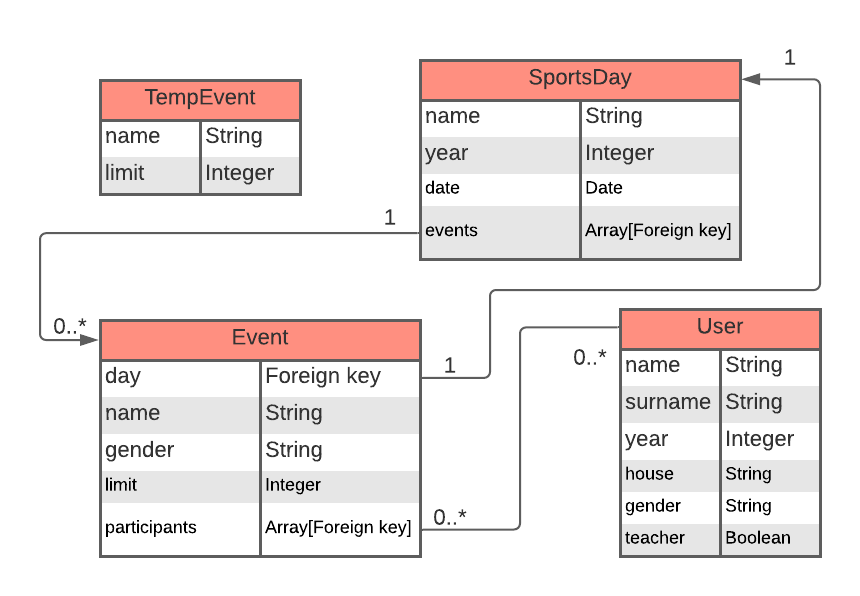 TempEvent
name String
limit Integer
SportsDay
name String
year Integer
date Date
events Array[Foreign key]
1
1
0..*
Event
day Foreign key
name String
gender String
limit Integer
participants Array[Foreign key]
1
0..*
0..*
User
name String
surname String
year Integer
house String
gender String
teacher Boolean